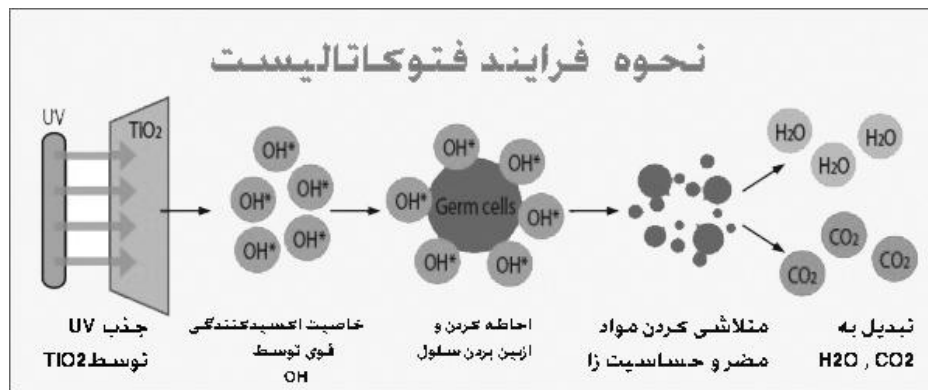 نحوه فرایند فتوکاتالیست
UV
TIO2
OH*
OH*
OH*
OH*
OH*
OH*
OH*
OH*
OH*
OH*
OH*
Germ cells
H2O
H2O
H2O
CO2
CO2
CO2
جذب UV
توسط TIO2
خاصیت اکسیدکنندگی
قوی توسط
OH
احاطه کردن و
ازبین بردن سلول
متلاشی کردن مواد
مضر و حساسیت زا
تبدیل به
H2O , CO2